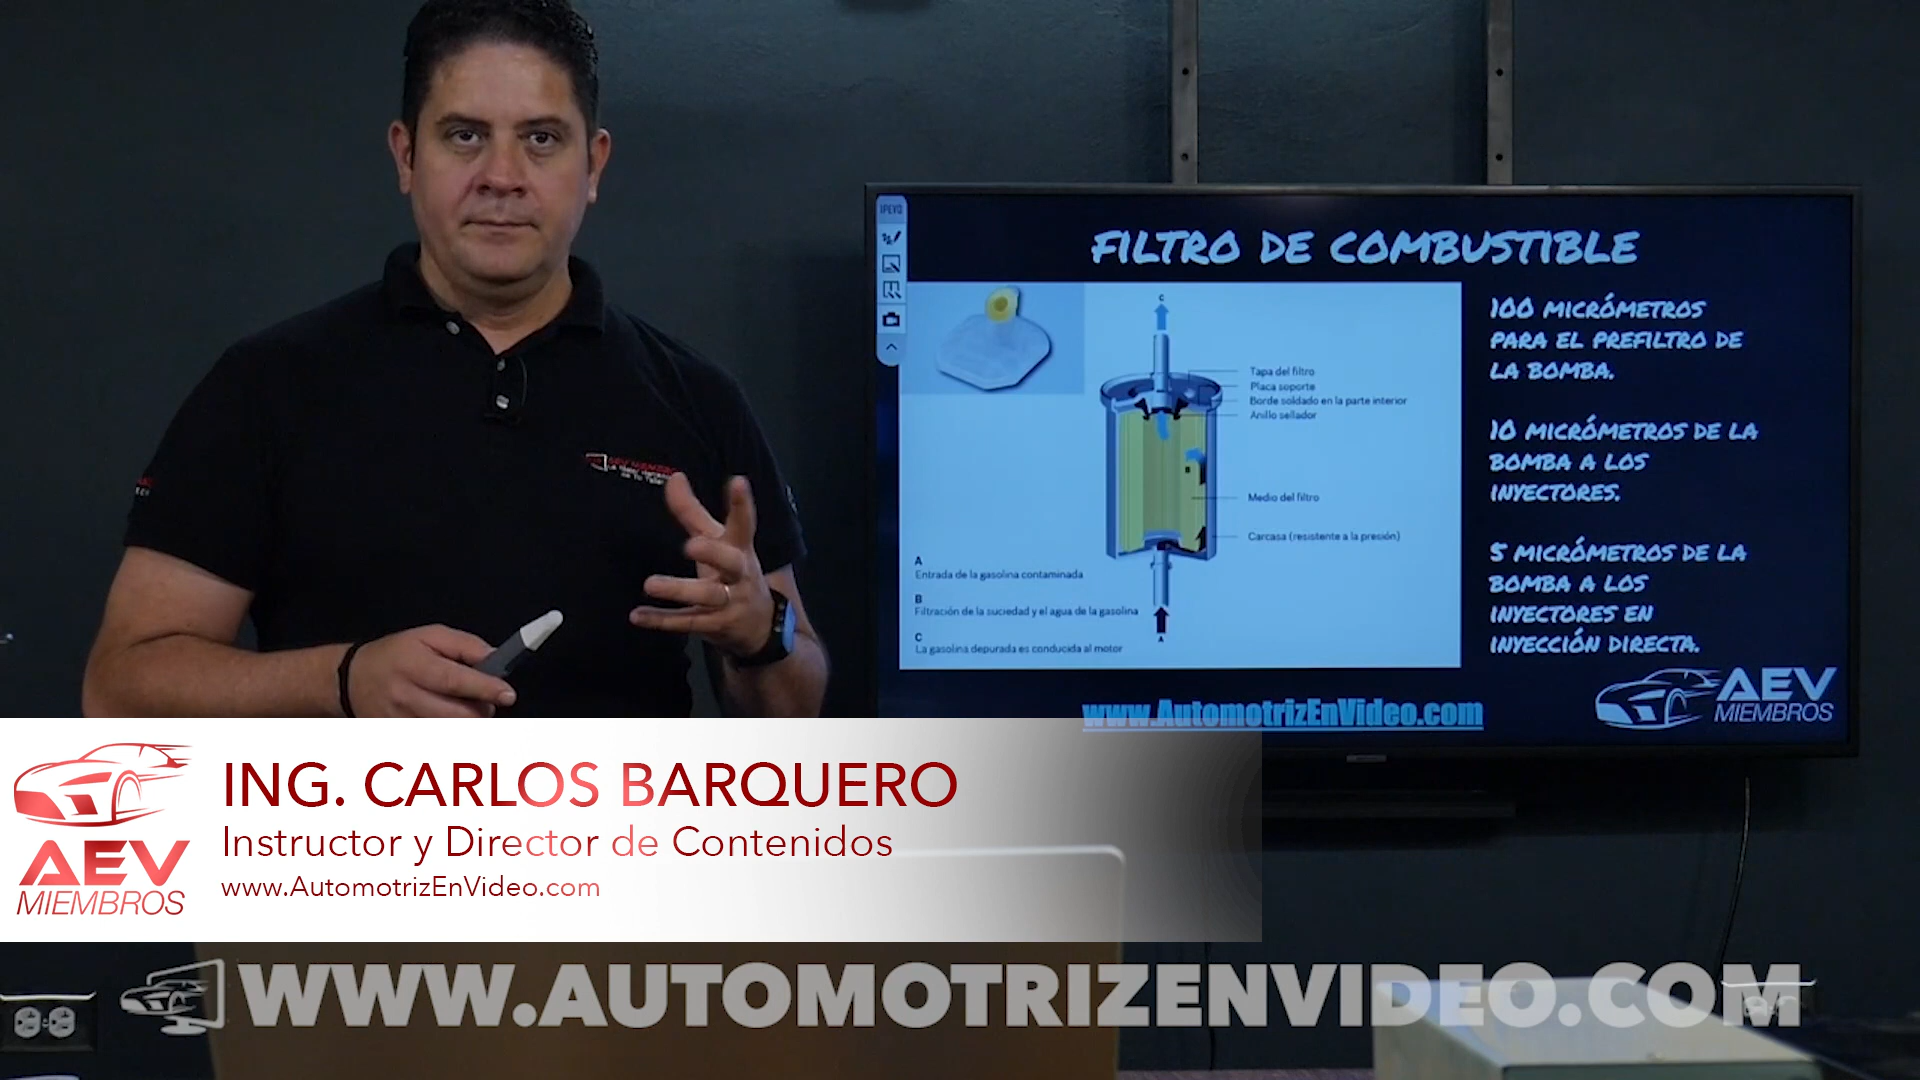 IPEVO
FILTRO DE COMBUSTIBLE
100 MICRÓMETROS
PARA EL PREFILTRO DE
LA BOMBA.
10 MICRÓMETROS DE LA
BOMBA A LOS
INYECTORES.
5 MICRÓMETROS DE LA
BOMBA A LOS
INYECTORES EN
INYECCIÓN DIRECTA.
C
Tapa del filtro
Placa soporte
Borde soldado en la parte interior
Anillo sellador
B
Medio del filtro
Carcasa (resistente a la presión)
A
Entrada de la gasolina contaminada
B
Filtración de la suciedad y el agua de la gasolina
C
La gasolina depurada es conducida al motor
A
www.AutomotrizEnVideo.com
AEV
MIEMBROS
AEV
MIEMBROS
ING. CARLOS BARQUERO
Instructor y Director de Contenidos
www.AutomotrizEnVideo.com
WWW.AUTOMOTRIZENVIDEO.COM